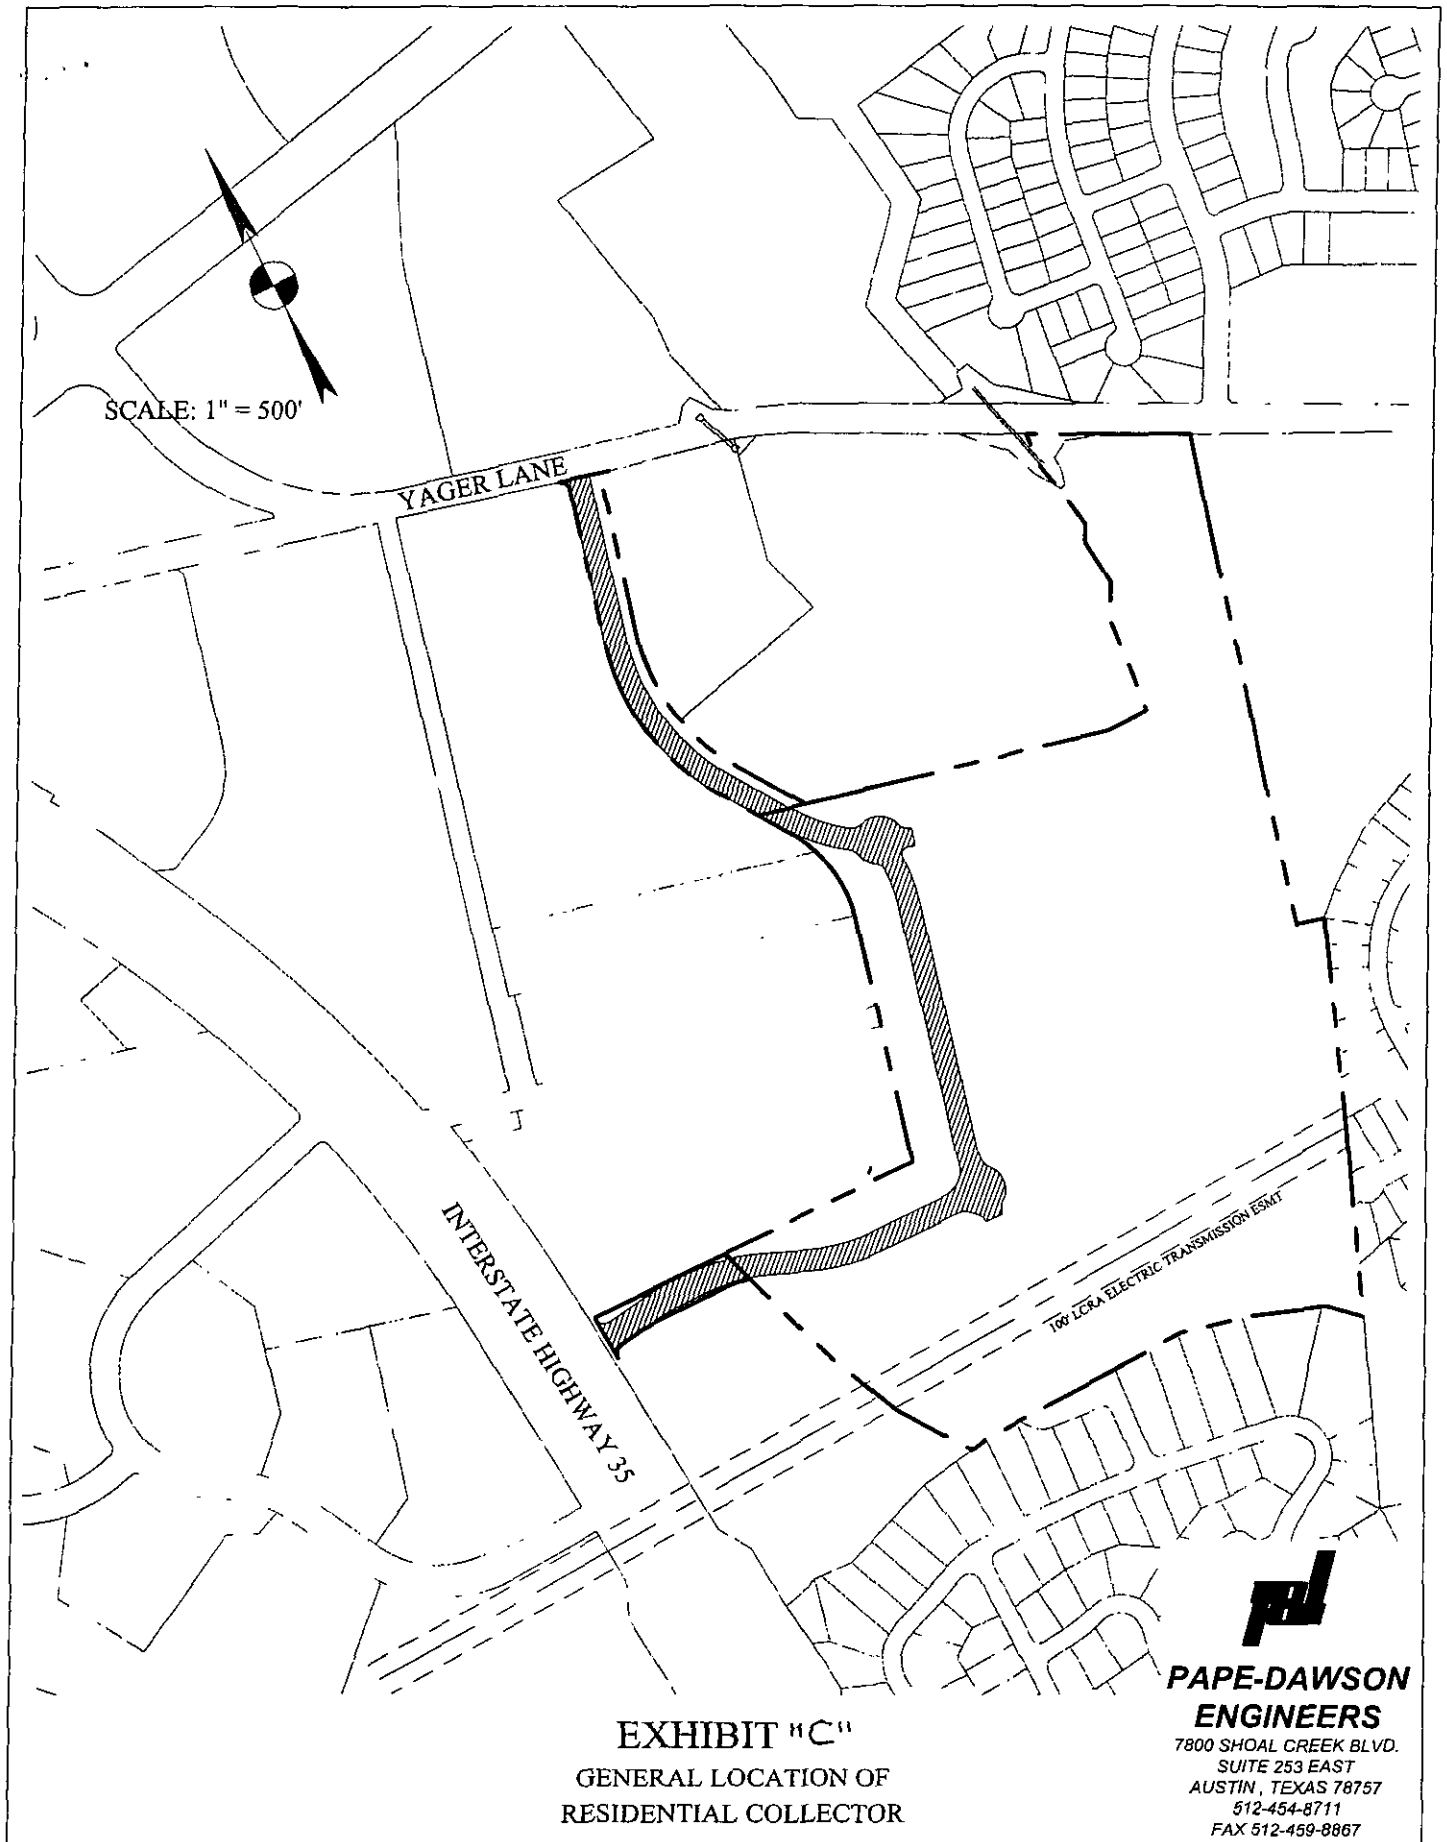 SCALE: 1" = 500'
YAGER LANE
INTERSTATE HIGHWAY 35
100' LCRA ELECTRIC TRANSMISSION ESMT
EXHIBIT "C"
GENERAL LOCATION OF
RESIDENTIAL COLLECTOR
PAPE-DAWSON
ENGINEERS
7800 SHOAL CREEK BLVD.
SUITE 253 EAST
AUSTIN, TEXAS 78757
512-454-8711
FAX 512-459-8867